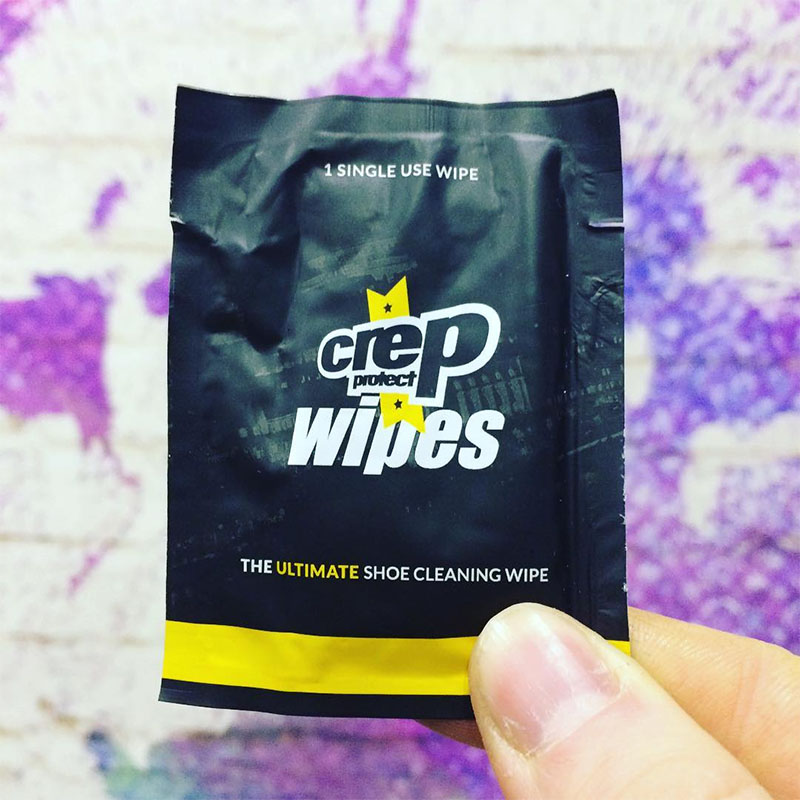 1 SINGLE USE WIPE
crep
protect
wipes
THE ULTIMATE SHOE CLEANING WIPE